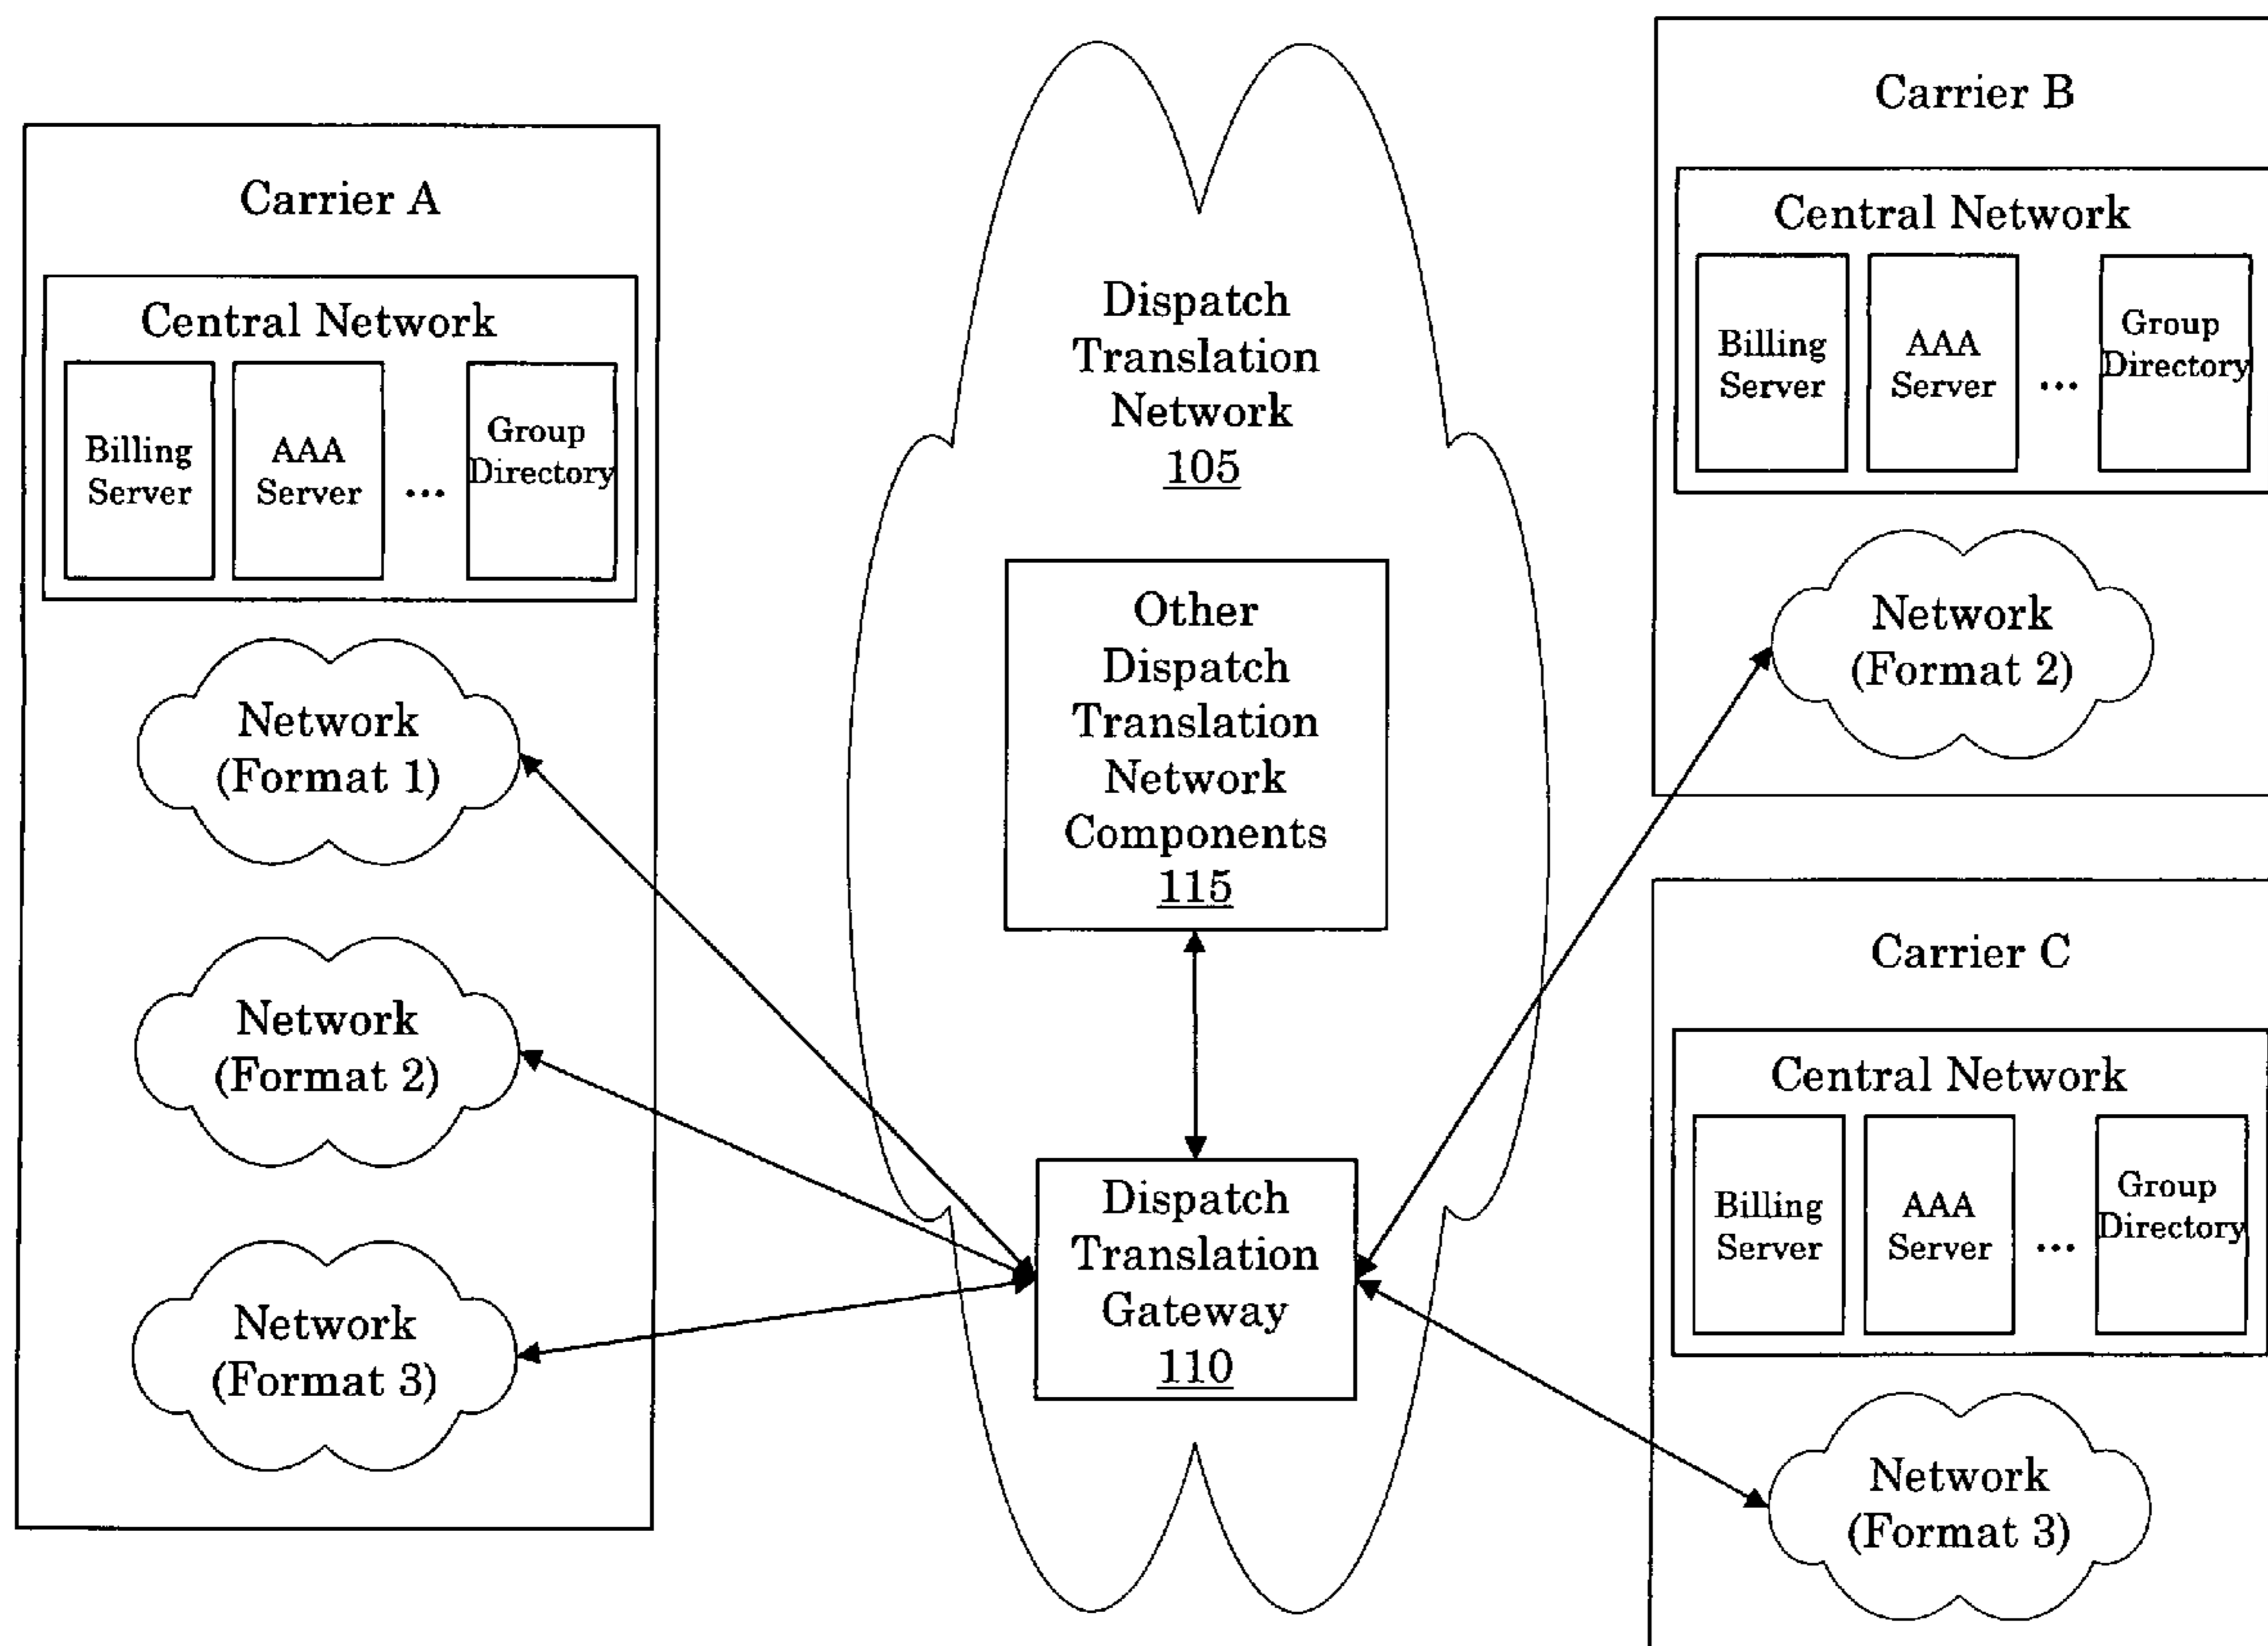 Carrier A
Central Network
Billing
Server
AAA
Server
...
Group
Directory
Network
(Format 1)
Network
(Format 2)
Network
(Format 3)
Dispatch
Translation
Network
105
Other
Dispatch
Translation
Network
Components
115
Dispatch
Translation
Gateway
110
Carrier B
Central Network
Billing
Server
AAA
Server
...
Group
Directory
Network
(Format 2)
Carrier C
Central Network
Billing
Server
AAA
Server
...
Group
Directory
Network
(Format 3)